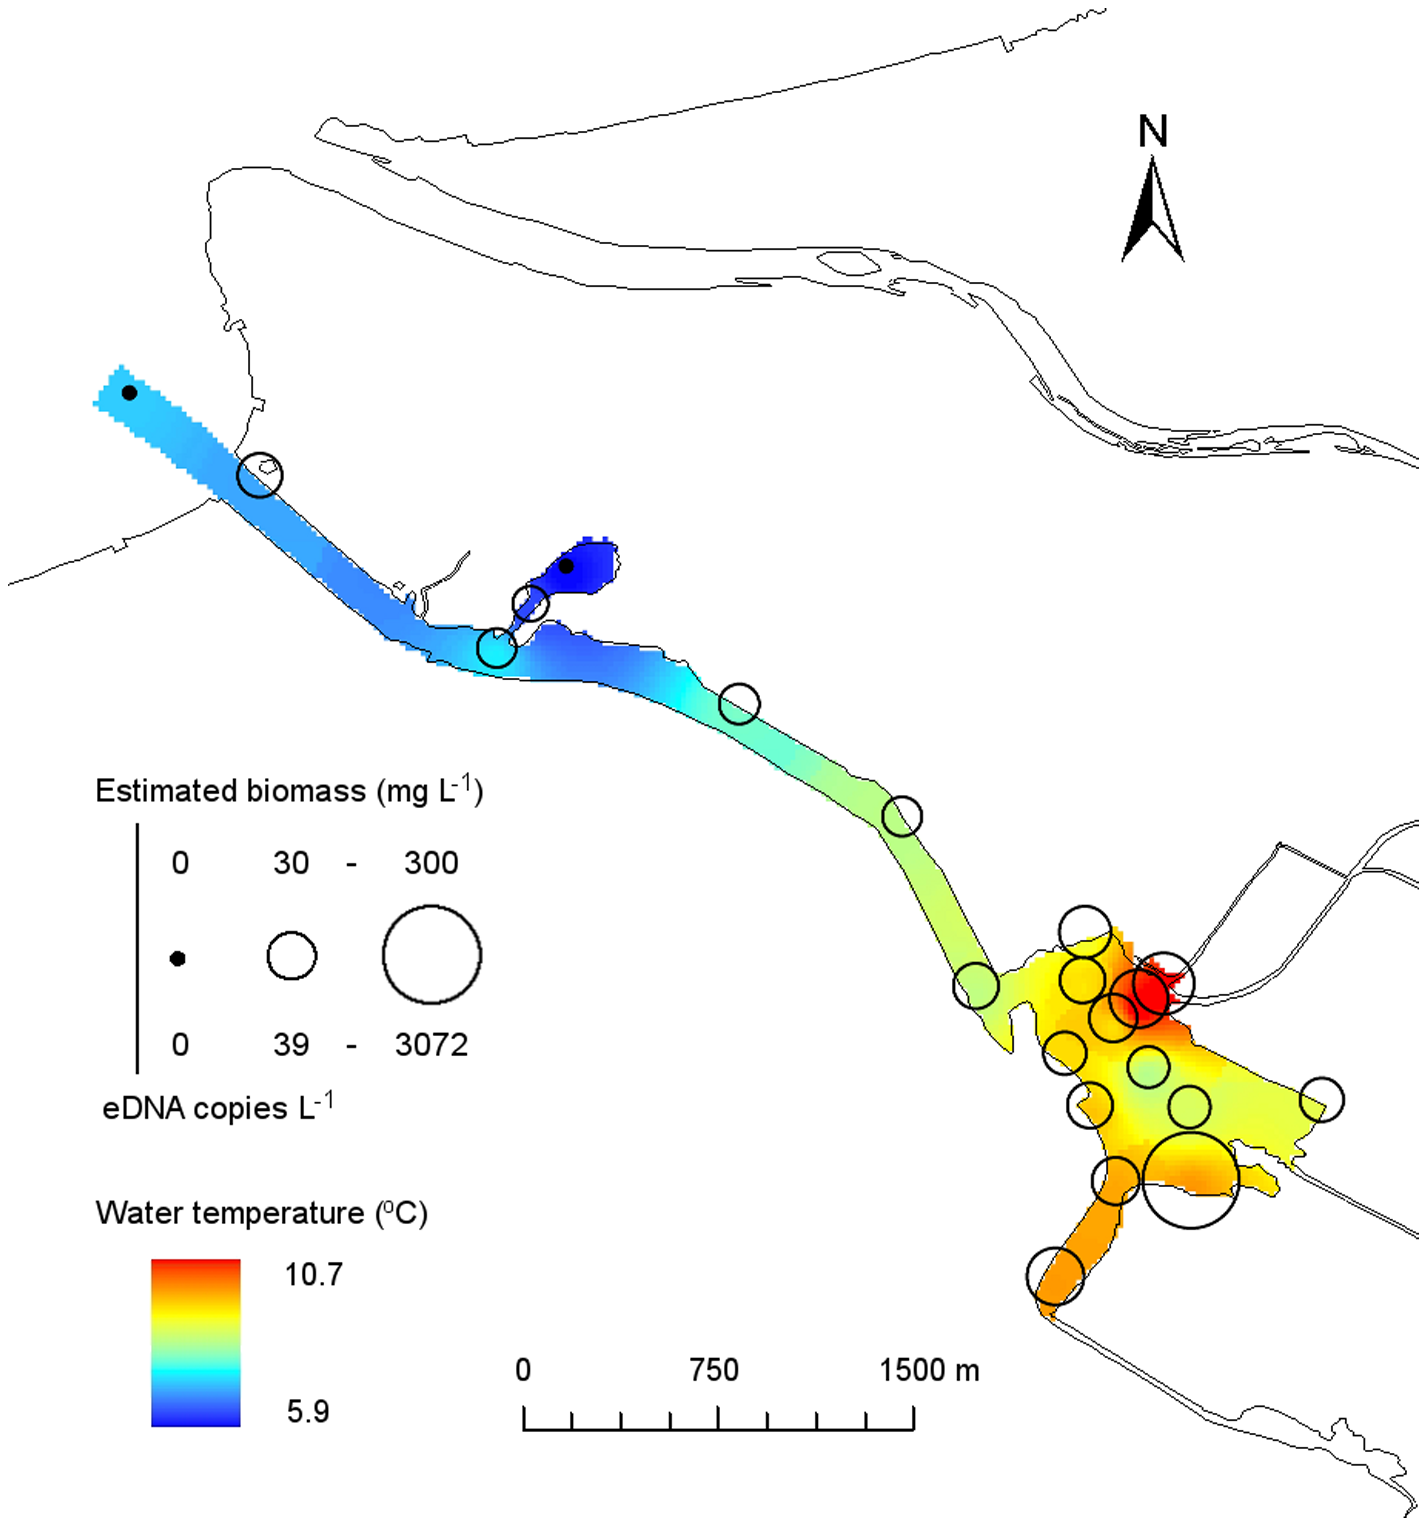 N
Estimated biomass (mg L-1)
0 30 - 300
0 39 - 3072
eDNA copies L-1
Water temperature (oC)
10.7
5.9
0 750 1500 m